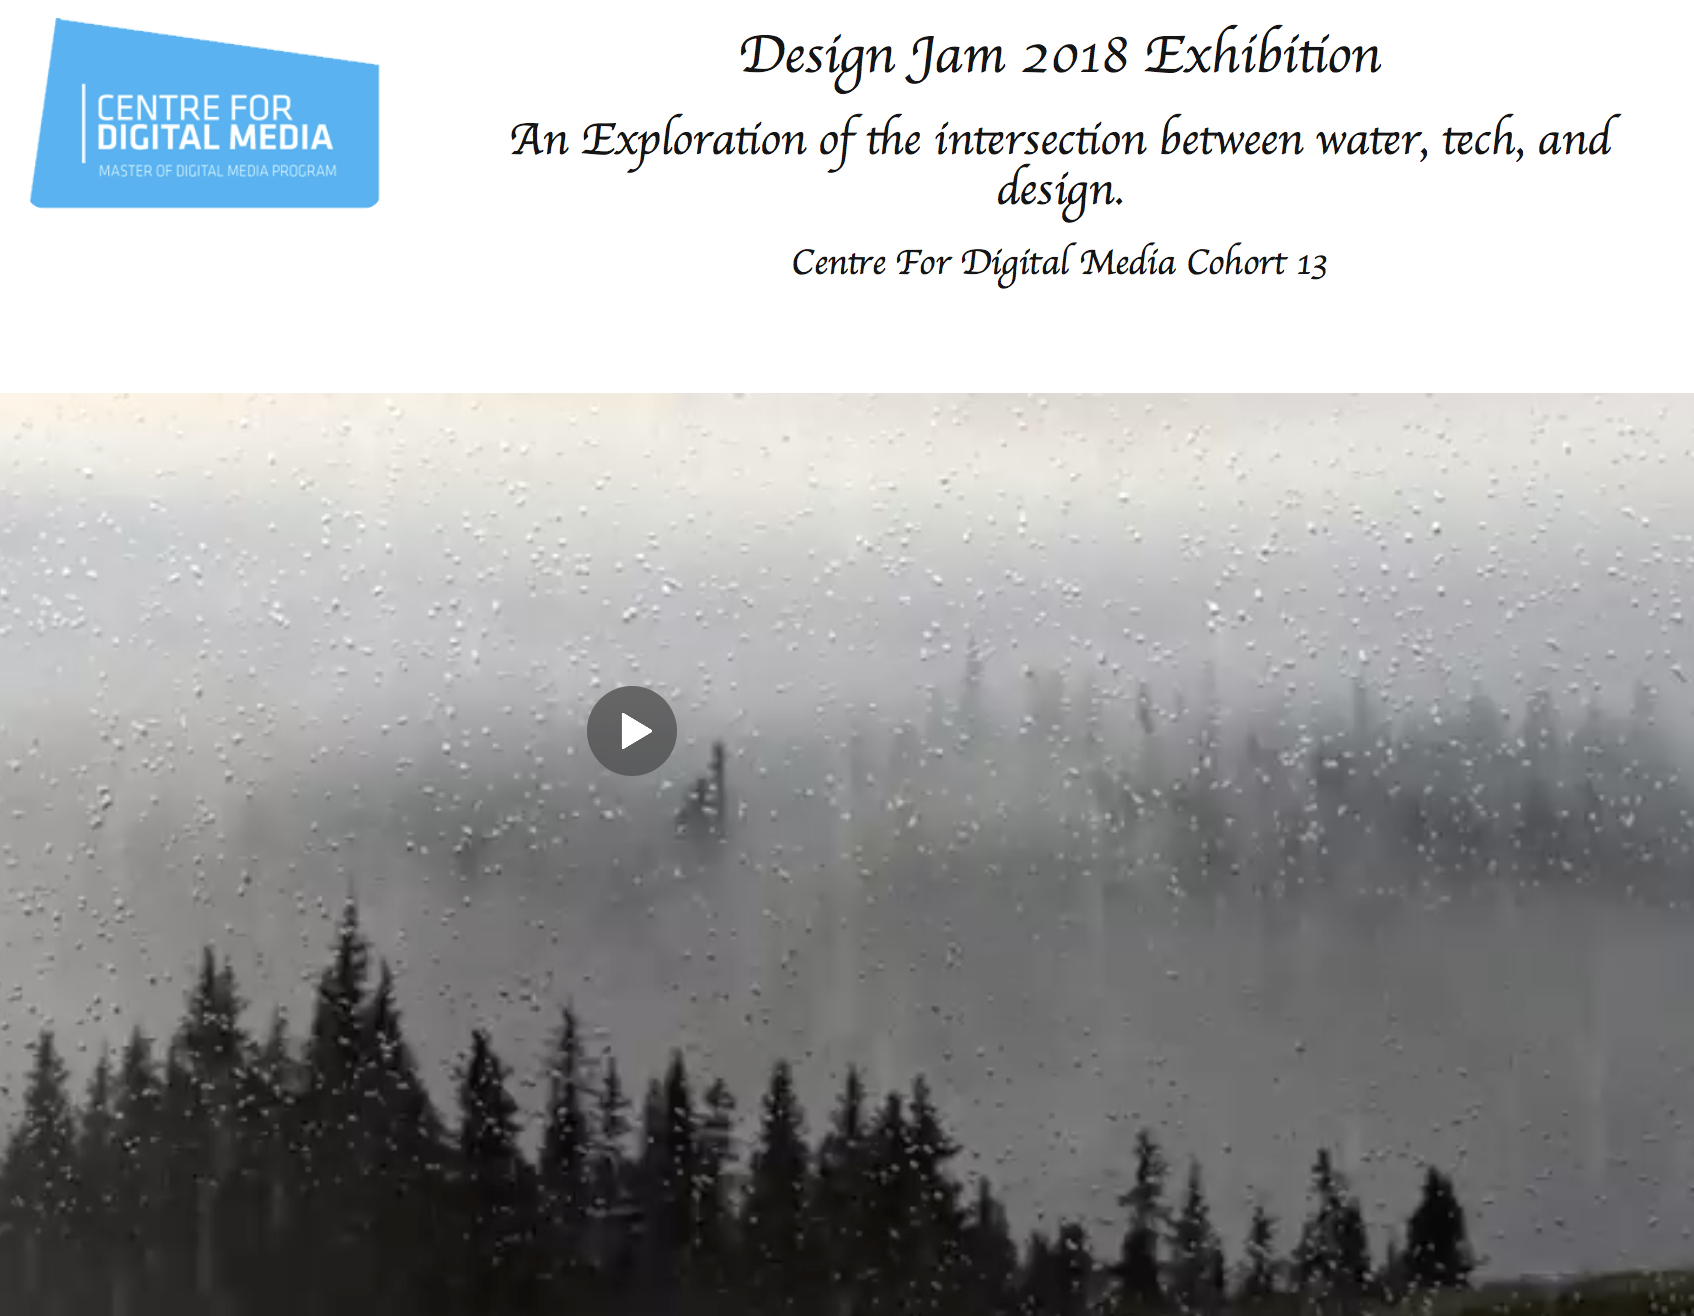 CENTRE FOR
DIGITAL MEDIA
MASTER OF DIGITAL MEDIA PROGRAM
Design Jam 2018 Exhibition
An Exploration of the intersection between water, tech, and
design.
Centre For Digital Media Cohort 13